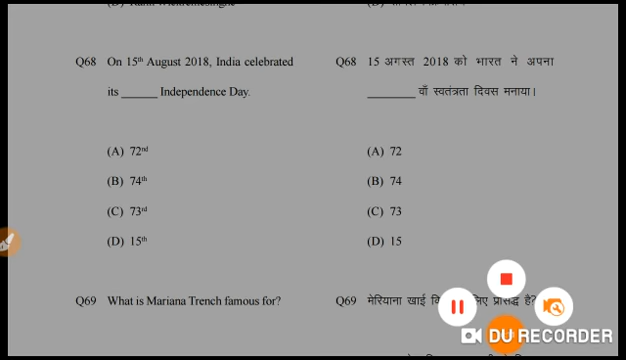 Q68 On 15th August 2018, India celebrated
its ______ Independence Day.
(A) 72nd
(B) 74th
(C) 73rd
(D) 15th
Q69 What is Mariana Trench famous for?
Q68 15 अगस्त 2018 को भारत ने अपना
________ वाँ स्वतंत्रता दिवस मनाया।
(A) 72
(B) 74
(C) 73
(D) 15
Q69 मेरियाना खाई लिए प्रसिद्ध है?
DU RECORDER